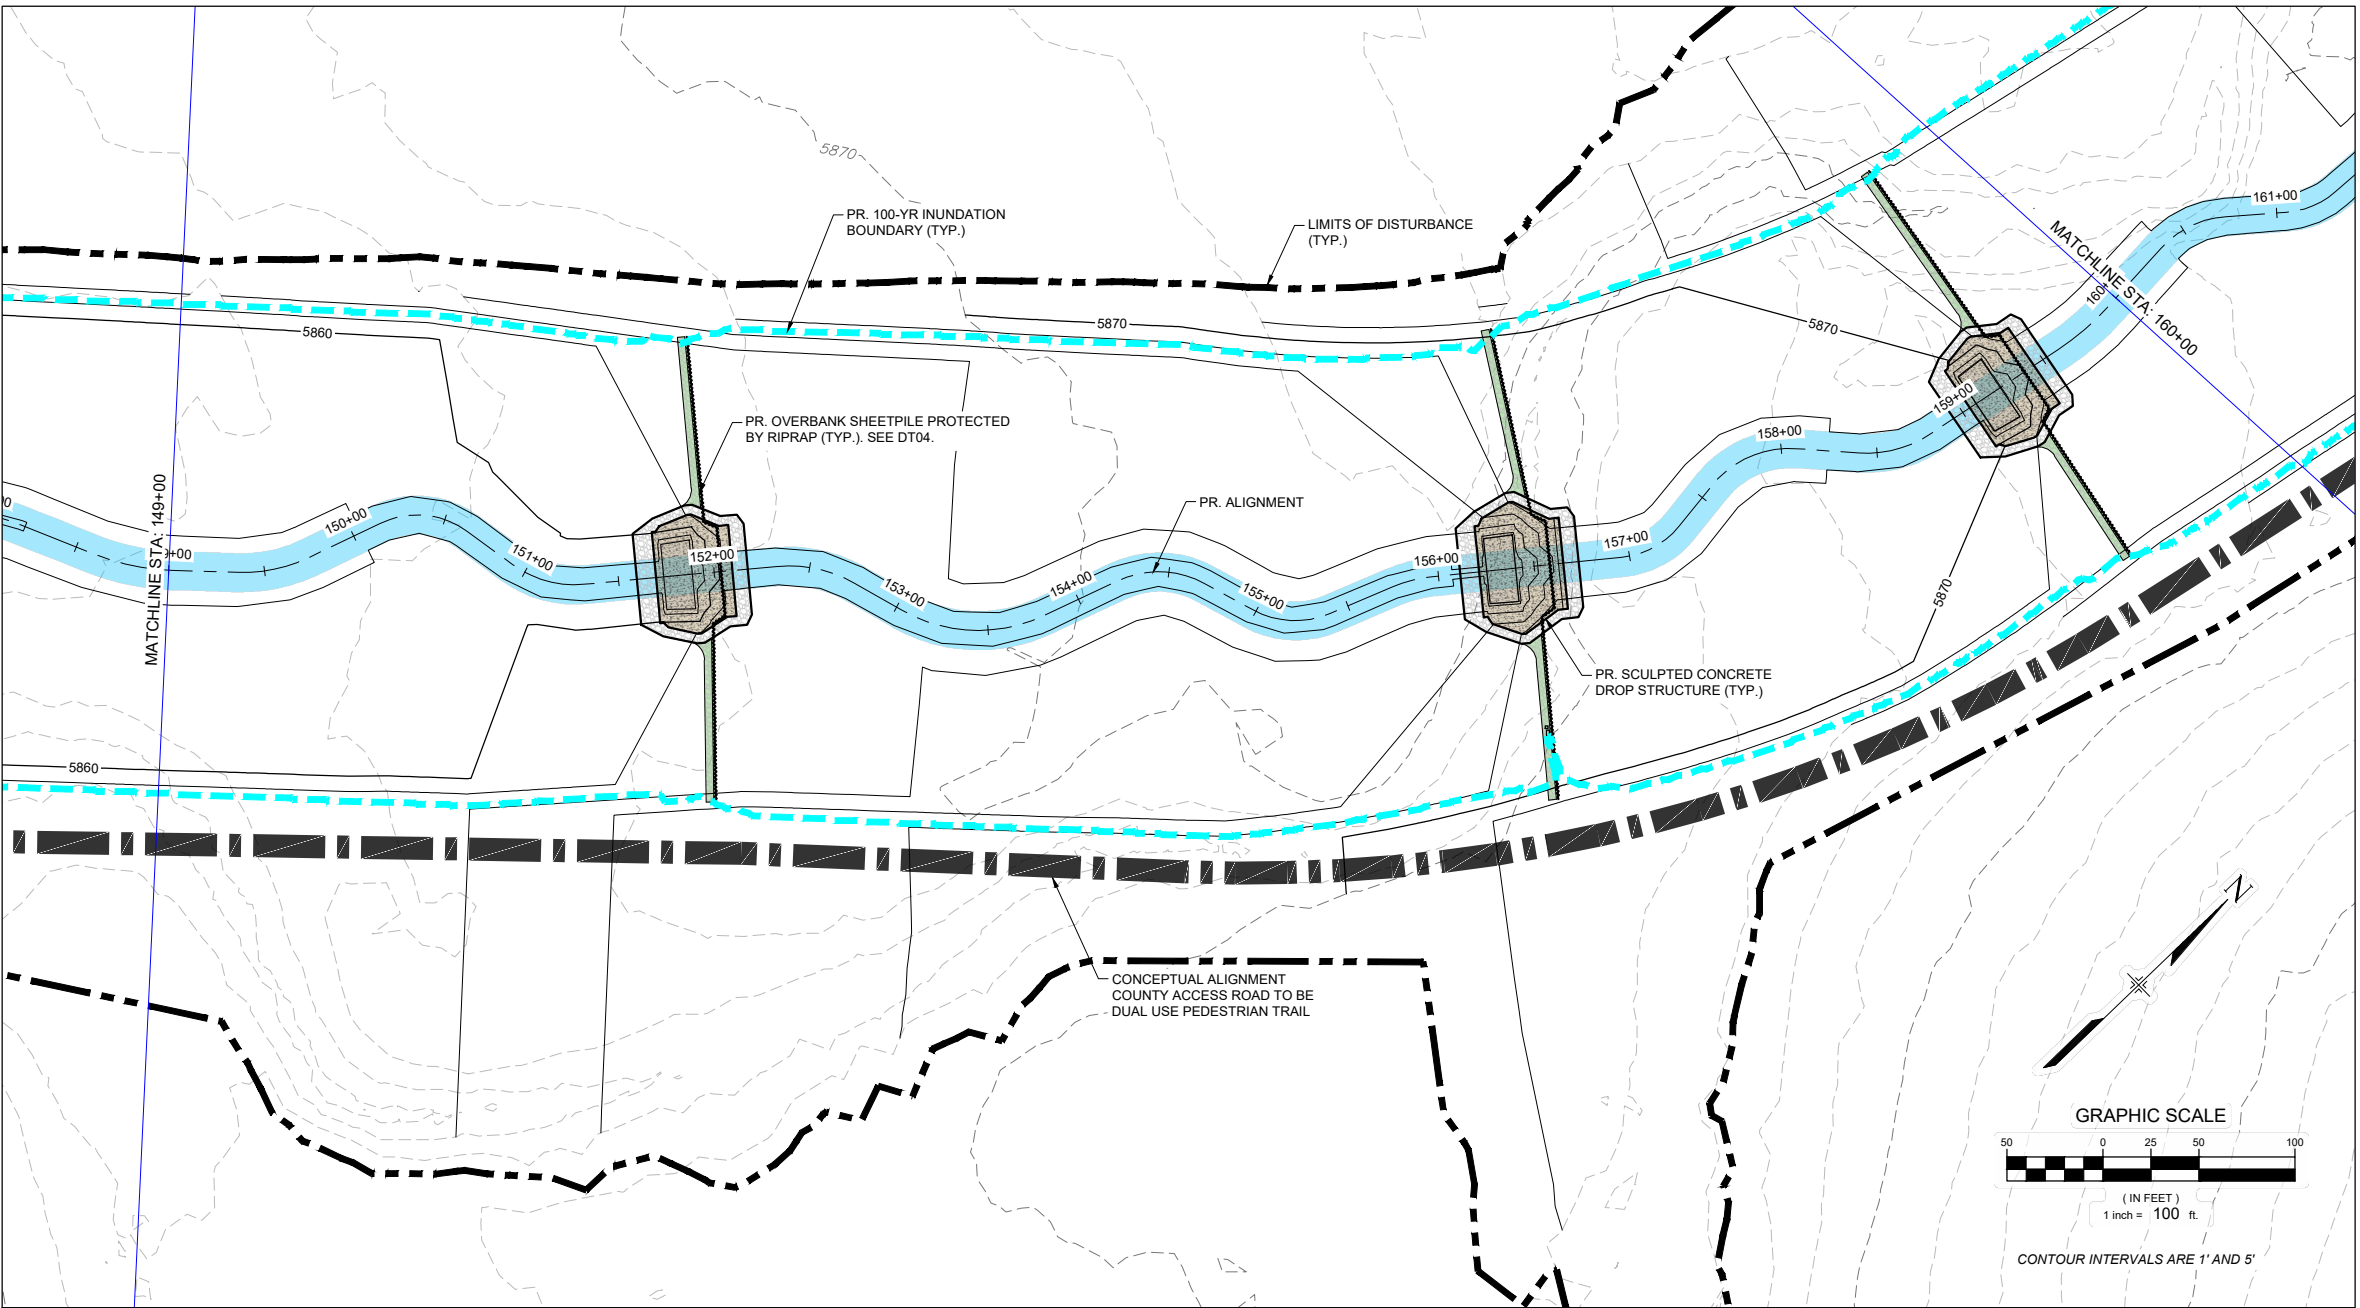 5870
PR. 100-YR INUNDATION
BOUNDARY (TYP.)
LIMITS OF DISTURBANCE
(TYP.)
161+00
MATCHLINE STA: 160+00
160+
5860
5870
5870
PR. OVERBANK SHEETPILE PROTECTED
BY RIPRAP (TYP.). SEE DT04.
159+00
158+00
MATCHLINE STA: 149+00
PR. ALIGNMENT
150+00
151+00
152+00
153+00
154+00
155+00
156+00
157+00
9+00
5870
PR. SCULPTED CONCRETE
DROP STRUCTURE (TYP.)
5860
CONCEPTUAL ALIGNMENT
COUNTY ACCESS ROAD TO BE
DUAL USE PEDESTRIAN TRAIL
N
GRAPHIC SCALE
50 0 25 50 100
( IN FEET )
1 inch = 100 ft.
CONTOUR INTERVALS ARE 1' AND 5'